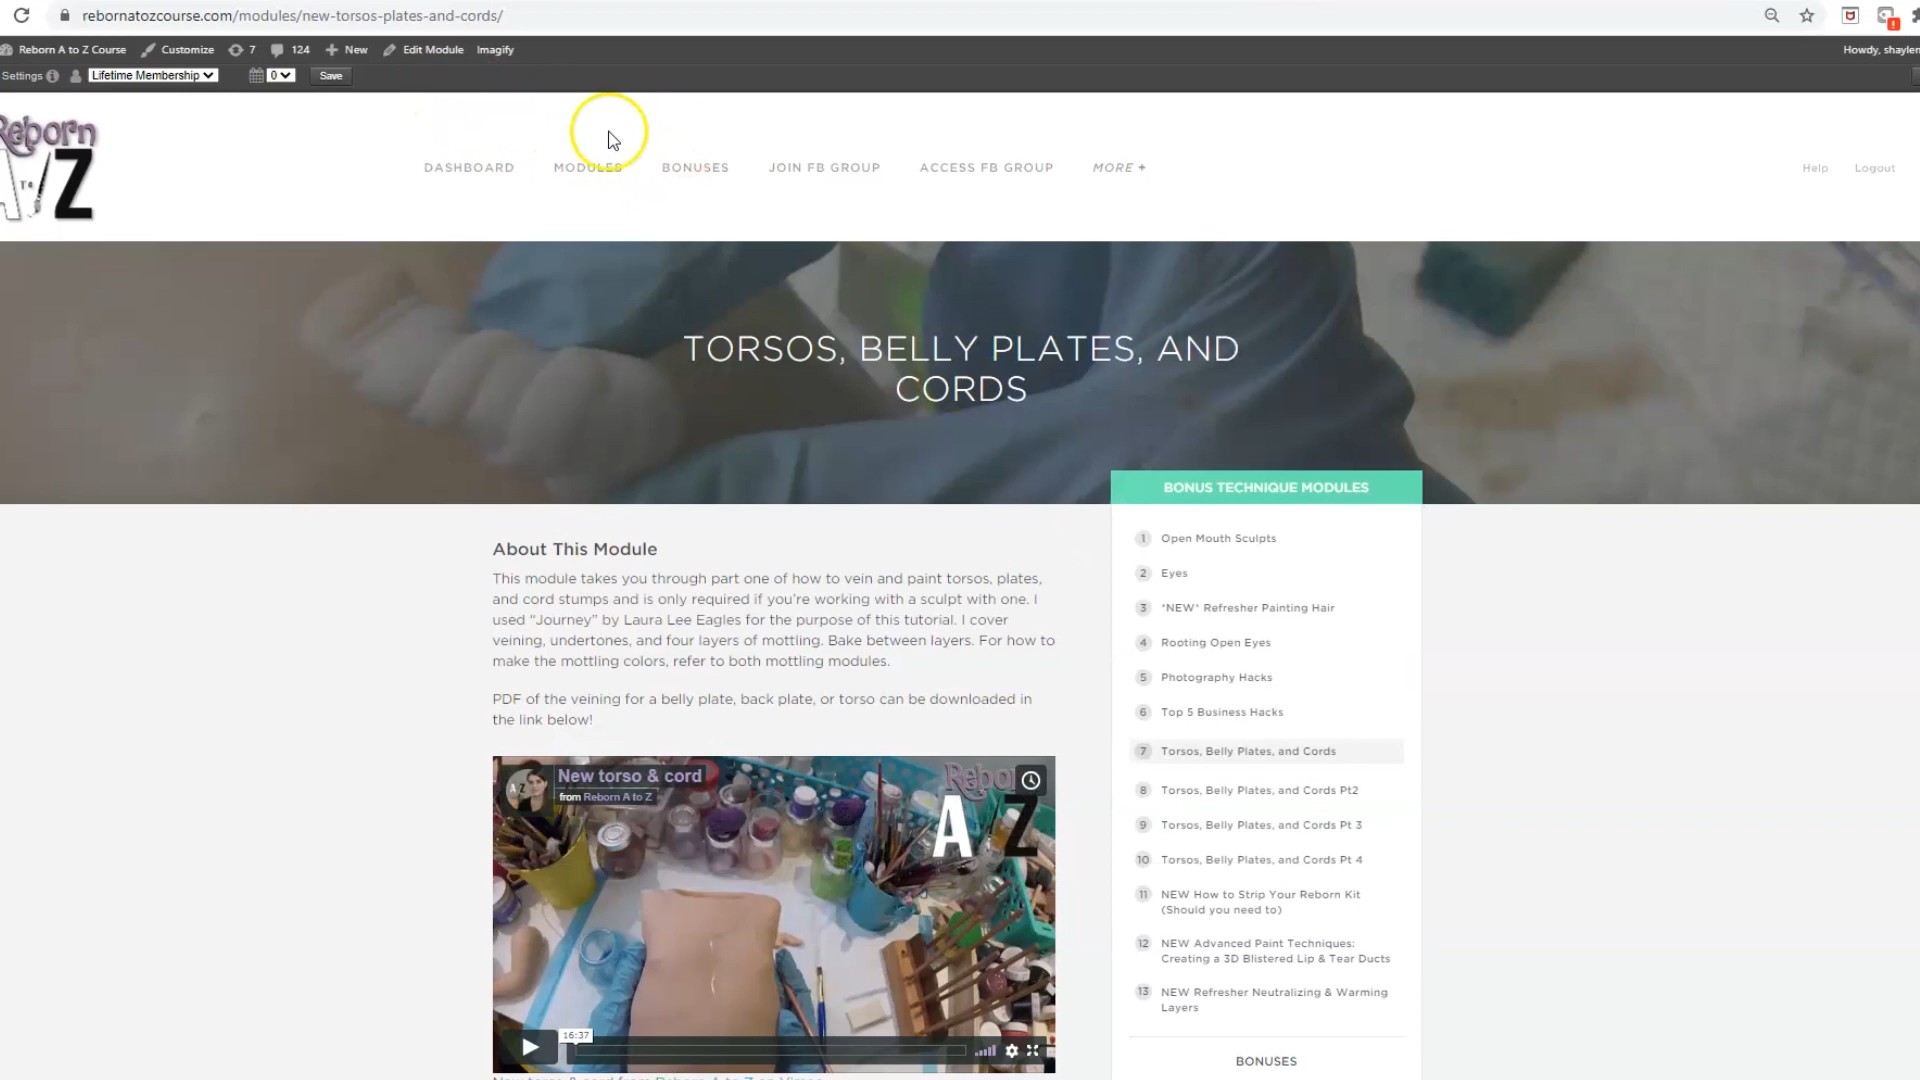 rebornatozcourse.com/modules/new-torsos-plates-and-cords/
Reborn A to Z Course Customize 7 124 New Edit Module Imagify Howdy, shaylen
Settings Lifetime Membership 0 Save
Reborn
A TO Z
DASHBOARD MODULES BONUSES JOIN FB GROUP ACCESS FB GROUP MORE + Help Logout
TORSOS, BELLY PLATES, AND
CORDS
BONUS TECHNIQUE MODULES
1 Open Mouth Sculpts
2 Eyes
3 *NEW* Refresher Painting Hair
4 Rooting Open Eyes
5 Photography Hacks
6 Top 5 Business Hacks
7 Torsos, Belly Plates, and Cords
8 Torsos, Belly Plates, and Cords Pt2
9 Torsos, Belly Plates, and Cords Pt 3
10 Torsos, Belly Plates, and Cords Pt 4
11 NEW How to Strip Your Reborn Kit
(Should you need to)
12 NEW Advanced Paint Techniques:
Creating a 3D Blistered Lip & Tear Ducts
13 NEW Refresher Neutralizing & Warming
Layers
BONUSES
About This Module
This module takes you through part one of how to vein and paint torsos, plates,
and cord stumps and is only required if you're working with a sculpt with one. I
used "Journey" by Laura Lee Eagles for the purpose of this tutorial. I cover
veining, undertones, and four layers of mottling. Bake between layers. For how to
make the mottling colors, refer to both mottling modules.
PDF of the veining for a belly plate, back plate, or torso can be downloaded in
the link below!
New torso & cord
from Reborn A to Z
A Z
Rebo
A Z
16:37
New torso & cord from Reborn A to Z on Vimeo